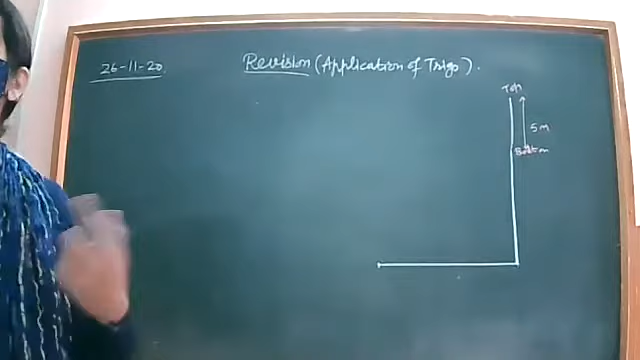 26-11-20
Revision (Application of Trigo).
Top
5 m
Bottom